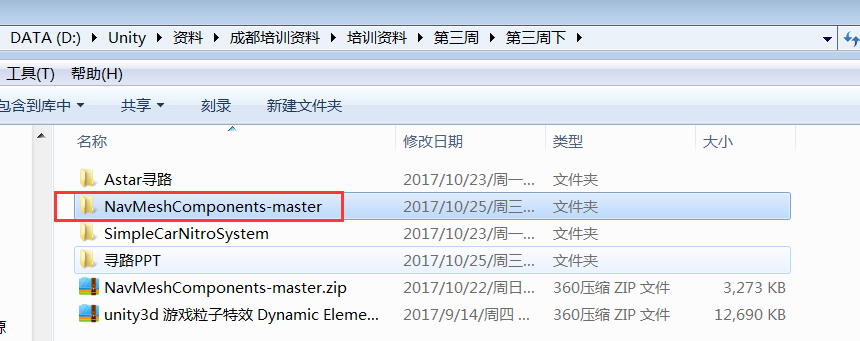 DATA (D:) Unity 资料 成都培训资料 培训资料 第三周 第三周下
工具(T) 帮助(H)
包含到库中 共享 刻录 新建文件夹
名称 修改日期 类型 大小
Astar寻路 2017/10/23/周一... 文件夹
NavMeshComponents-master 2017/10/25/周三... 文件夹
SimpleCarNitroSystem 2017/10/23/周一... 文件夹
寻路PPT 2017/10/25/周三... 文件夹
NavMeshComponents-master.zip 2017/10/22/周日... 360压缩 ZIP 文件 3,273 KB
unity3d 游戏粒子特效 Dynamic Eleme... 2017/9/14/周四 ... 360压缩 ZIP 文件 12,690 KB
源